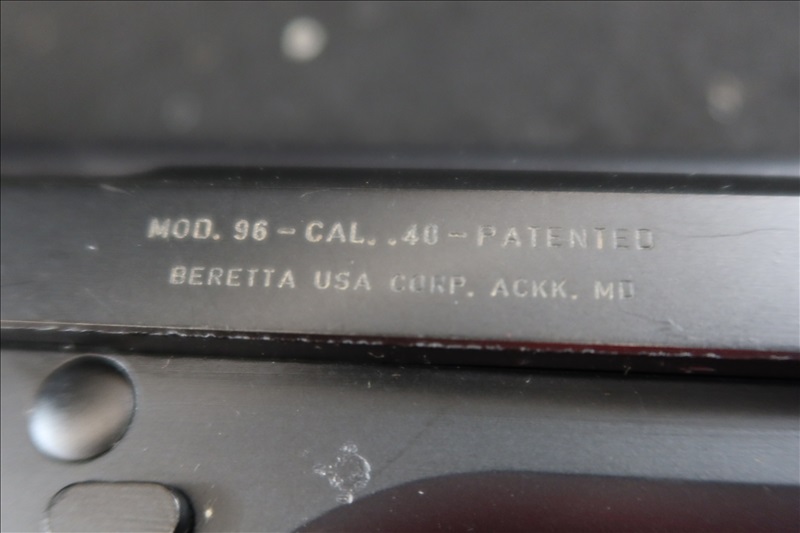 MOD. 96 - CAL. .40 - PATENTED
BERETTA USA CORP. ACKK. MD